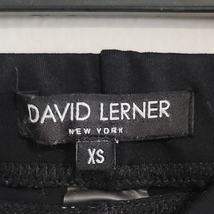 DAVID LERNER
NEW YORK
XS